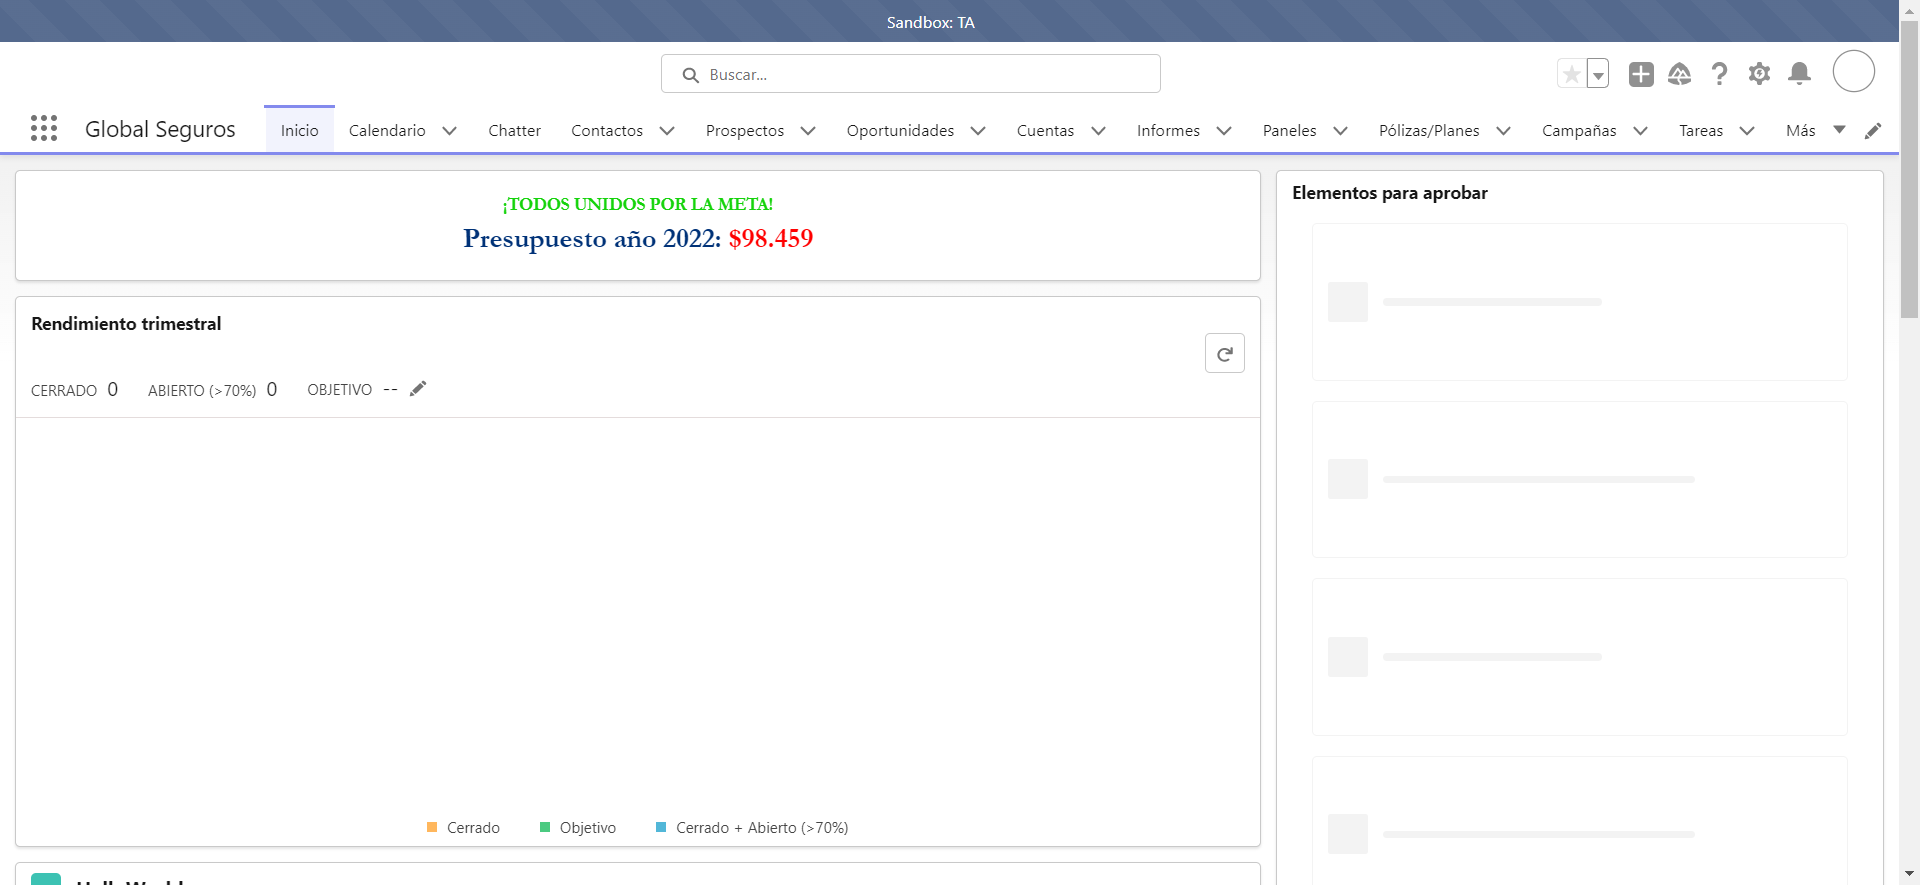 Sandbox: TA
Buscar...
Global Seguros
Inicio
Calendario
Chatter
Contactos
Prospectos
Oportunidades
Cuentas
Informes
Paneles
Pólizas/Planes
Campañas
Tareas
Más
¡TODOS UNIDOS POR LA META!
Presupuesto año 2022: $98.459
Rendimiento trimestral
CERRADO 0 ABIERTO (>70%) 0 OBJETIVO --
Cerrado Objetivo Cerrado + Abierto (>70%)
Elementos para aprobar